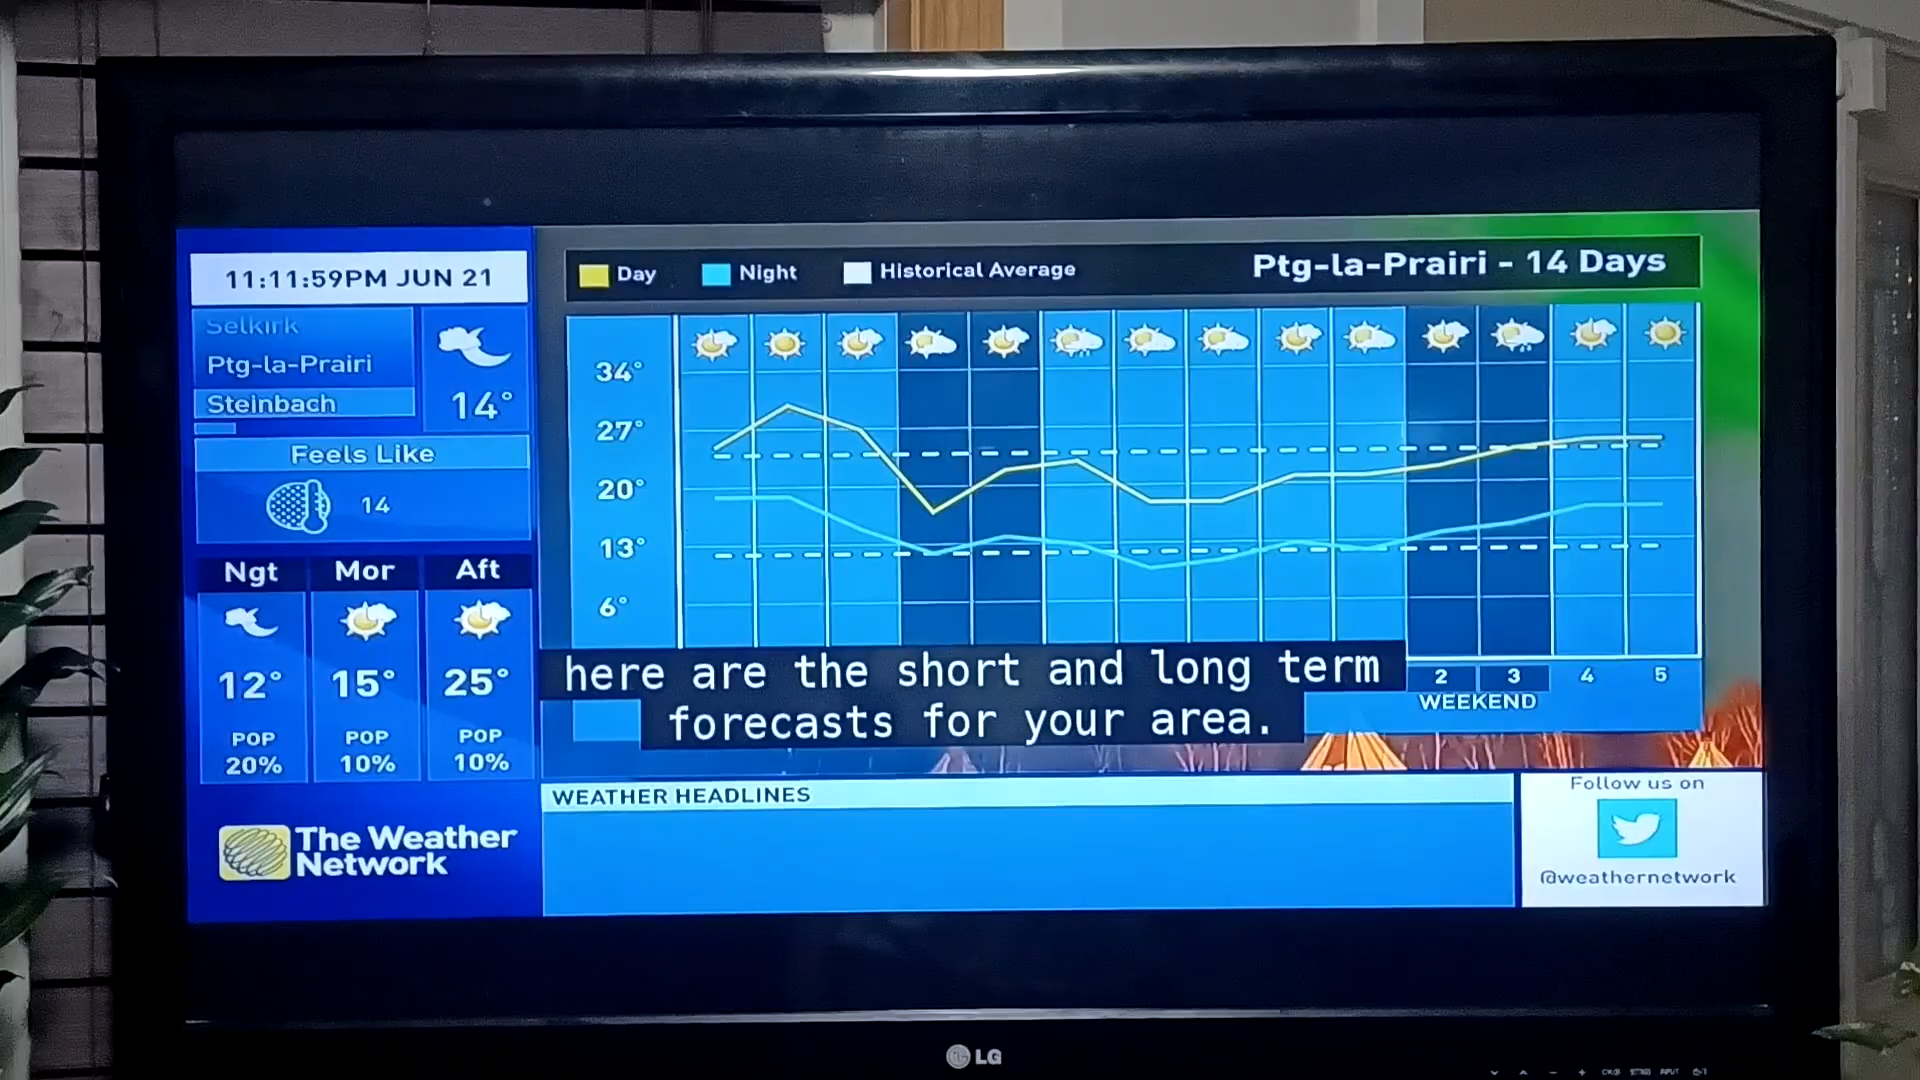 11:11:59PM JUN 21
Selkirk
Ptg-la-Prairi
Steinbach
14°
Feels Like
14
Ngt Mor Aft
12° 15° 25°
POP POP POP
20% 10% 10%
The Weather
Network
Day Night Historical Average
Ptg-la-Prairi - 14 Days
34°
27°
20°
13°
6°
2 3 4 5
WEEKEND
here are the short and long term
forecasts for your area.
WEATHER HEADLINES
Follow us on
@weathernetwork
LG